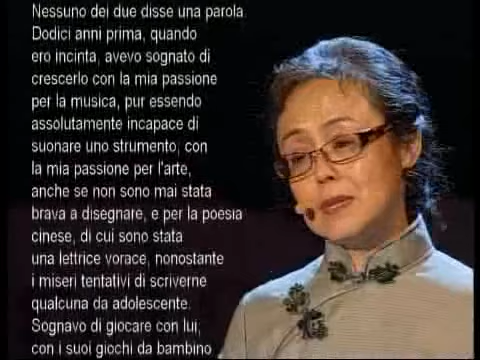 Nessuno dei due disse una parola
Dodici anni prima, quando
ero incinta, avevo sognato di
crescerlo con la mia passione
per la musica, pur essendo
assolutamente incapace di
suonare uno strumento, con
la mia passione per l'arte,
anche se non sono mai stata
brava a disegnare, e per la poesia
cinese, di cui sono stata
una lettrice vorace, nonostante
i miseri tentativi di scriverne
qualcuna da adolescente.
Sognavo di giocare con lui,
con i suoi giochi da bambino